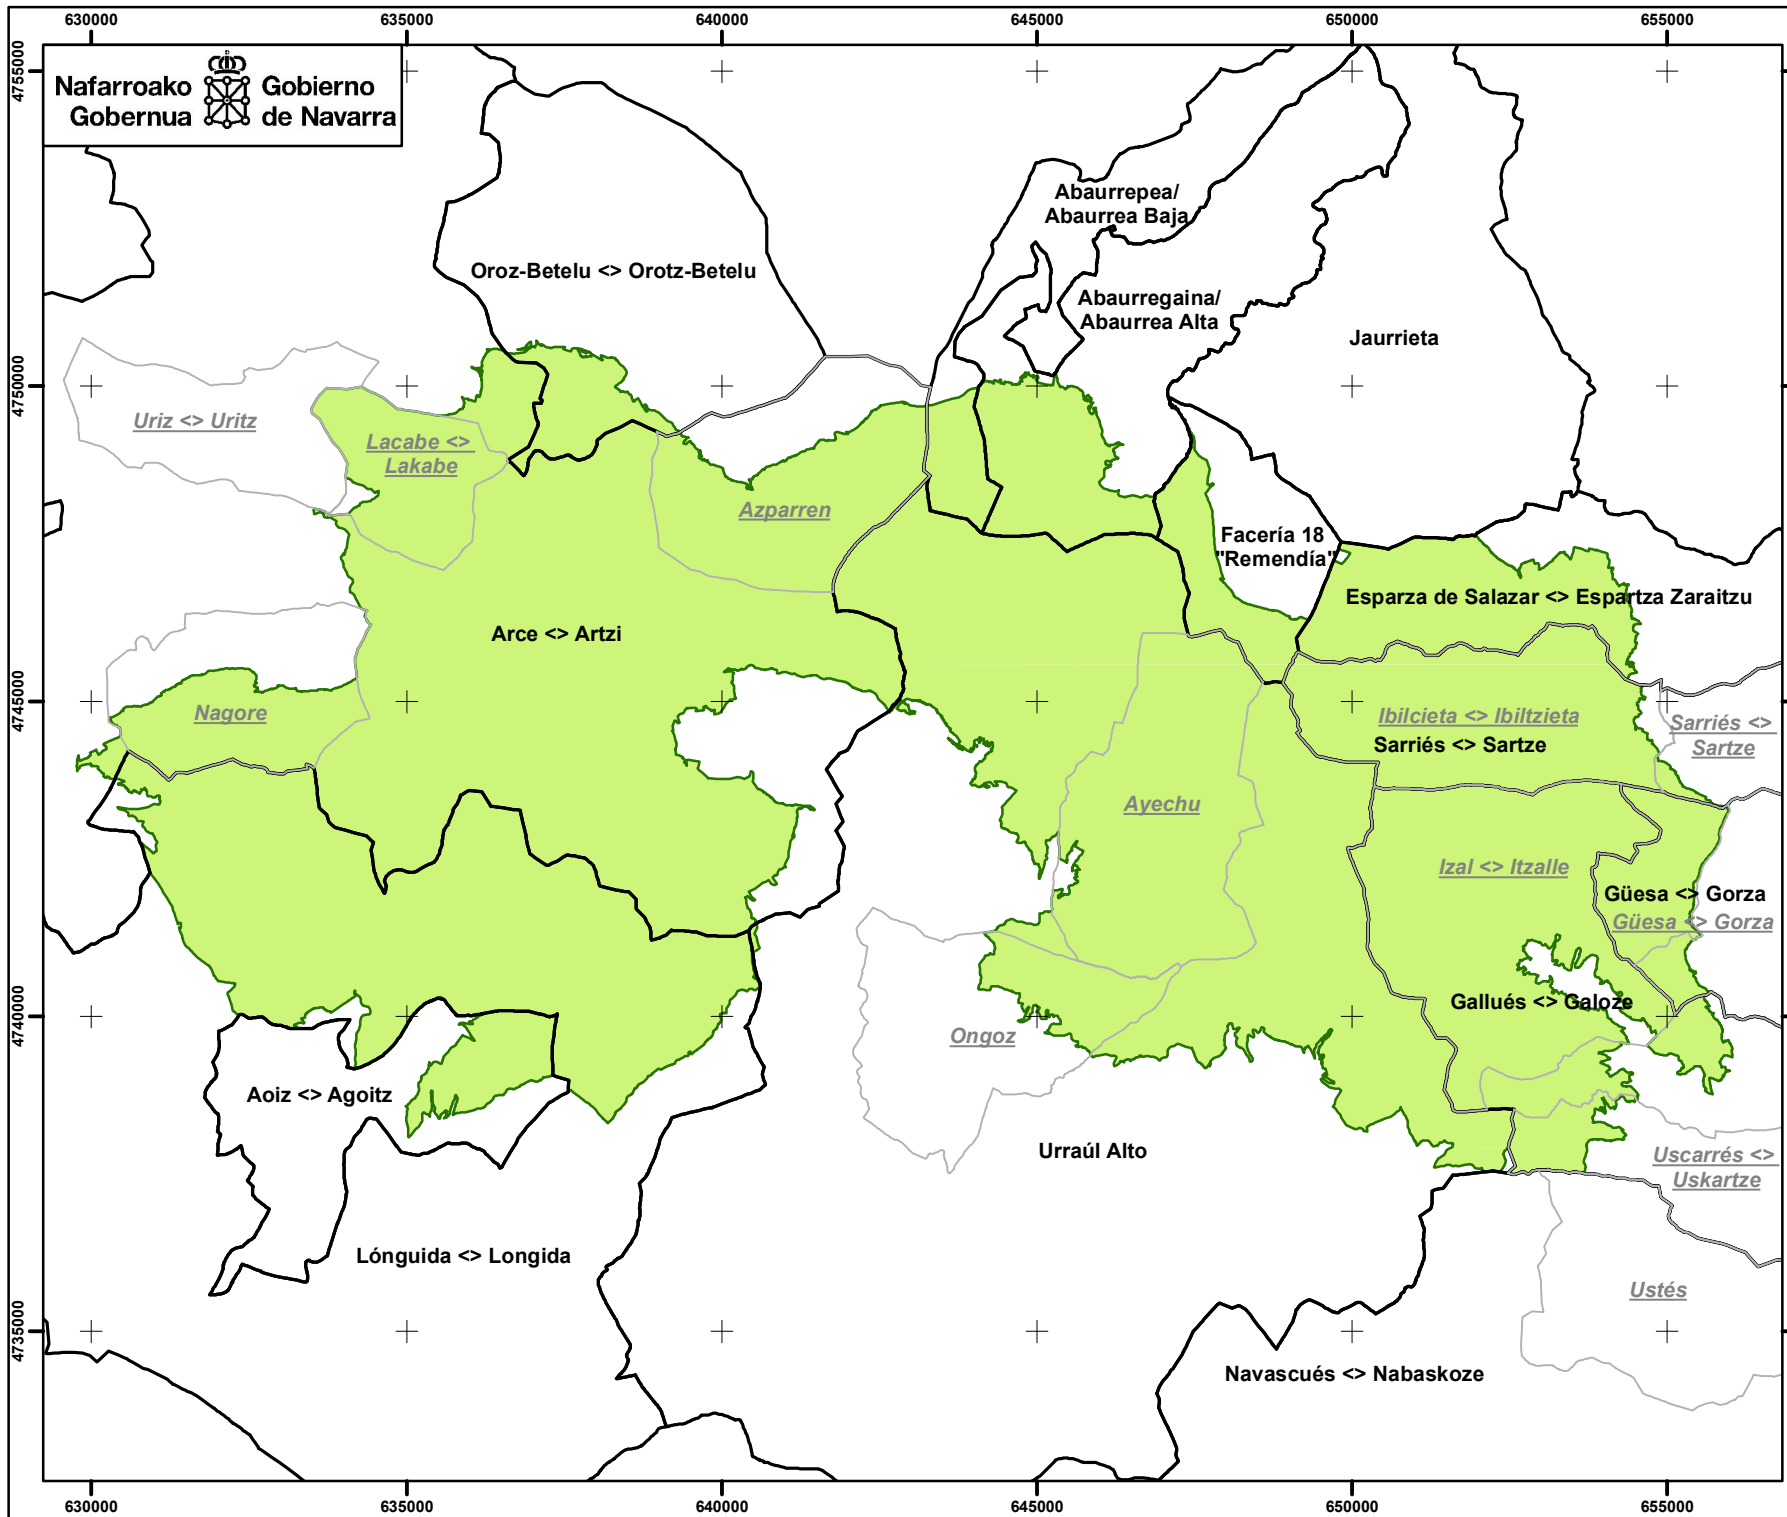 630000
635000
640000
645000
650000
655000
4755000
4750000
4745000
4740000
4735000
Nafarroako
Gobernua
Gobierno
de Navarra
Abaurrepea/
Abaurrea Baja
Oroz-Betelu <> Orotz-Betelu
Abaurregaina/
Abaurrea Alta
Jaurrieta
Uriz <> Uritz
Lacabe <>
Lakabe
Azparren
Facería 18
"Remendía"
Esparza de Salazar <> Espartza Zaraitzu
Arce <> Artzi
Nagore
Ibilcieta <> Ibiltzieta
Sarriés <> Sartze
Sarriés <>
Sartze
Ayechu
Izal <> Itzalle
Güesa <> Gorza
Güesa <> Gorza
Gallués <> Galoze
Ongoz
Aoiz <> Agoitz
Urraúl Alto
Uscarrés <>
Uskartze
Lónguida <> Longida
Ustés
Navascués <> Nabaskoze
630000
635000
640000
645000
650000
655000